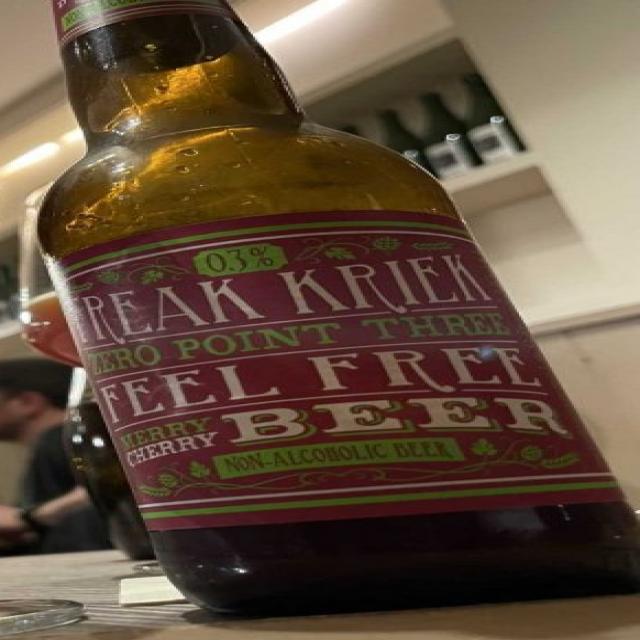 0.3%
FREAK KRIEK
ZERO POINT THREE
FEEL FREE
MERRY CHERRY BEER
NON-ALCOHOLIC BEER